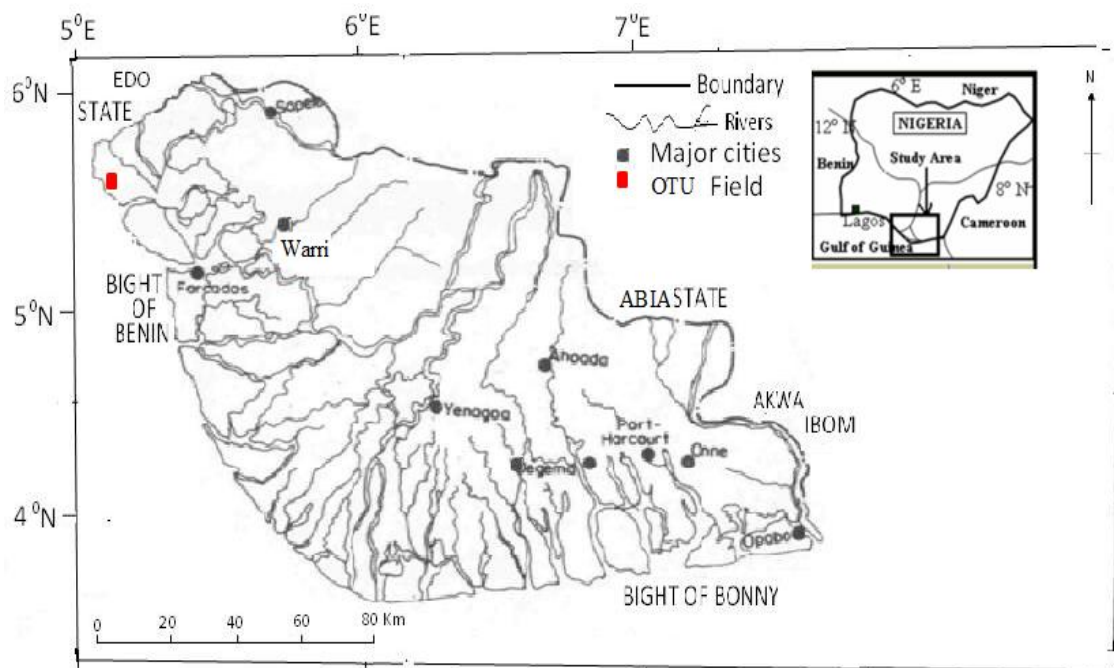 5⁰E
6⁰E
7⁰E
6⁰N
5⁰N
4⁰N
EDO
STATE
Sapele
Warri
Forcados
BIGHT
OF
BENIN
ABIA STATE
Ahoada
Yenagoa
Port-
Harcourt
Degema
Onne
AKWA
IBOM
Opobo
BIGHT OF BONNY
0 20 40 60 80 Km
Boundary
Rivers
Major cities
OTU Field
6⁰ E
Niger
12⁰ N
NIGERIA
Benin
Study Area
8⁰ N
Lagos
Cameroon
Gulf of Guinea
N